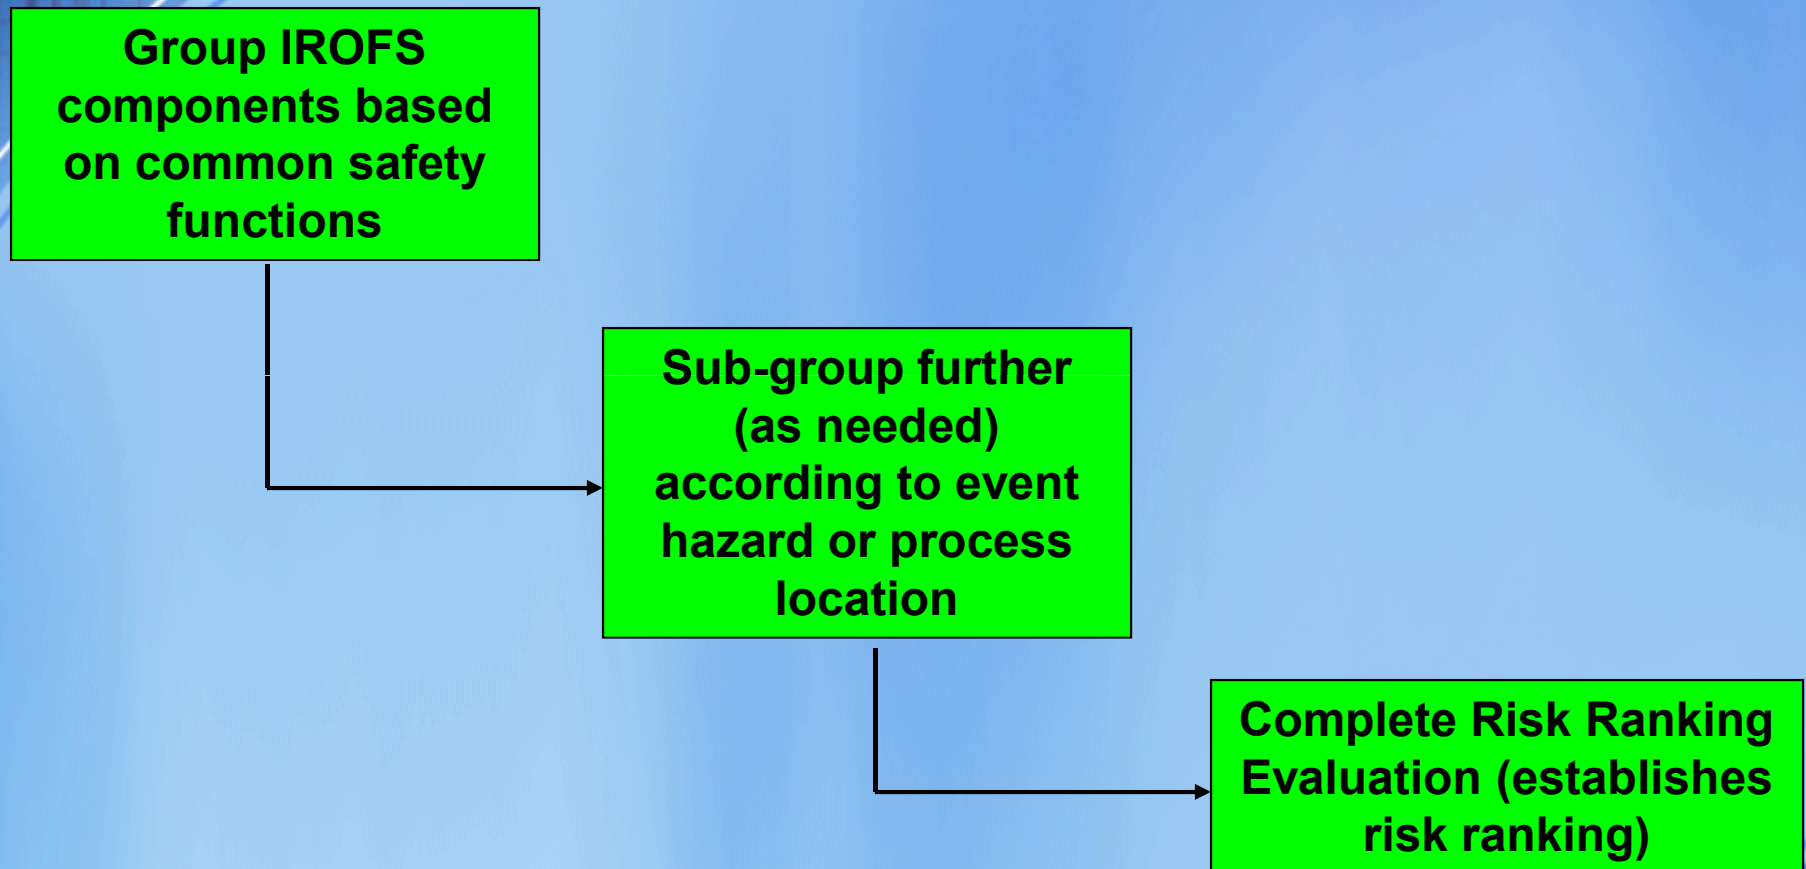 Group IROFS
components based
on common safety
functions
Sub-group further
(as needed)
according to event
hazard or process
location
Complete Risk Ranking
Evaluation (establishes
risk ranking)